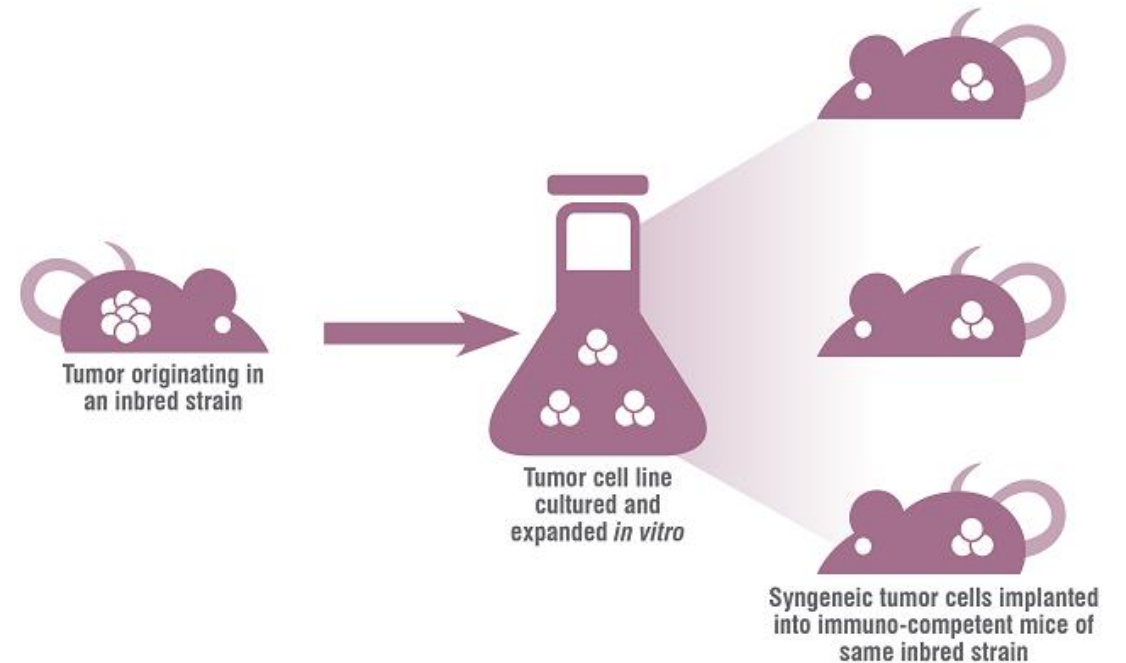 Tumor originating in
an inbred strain
Tumor cell line
cultured and
expanded in vitro
Syngeneic tumor cells implanted
into immuno-competent mice of
same inbred strain